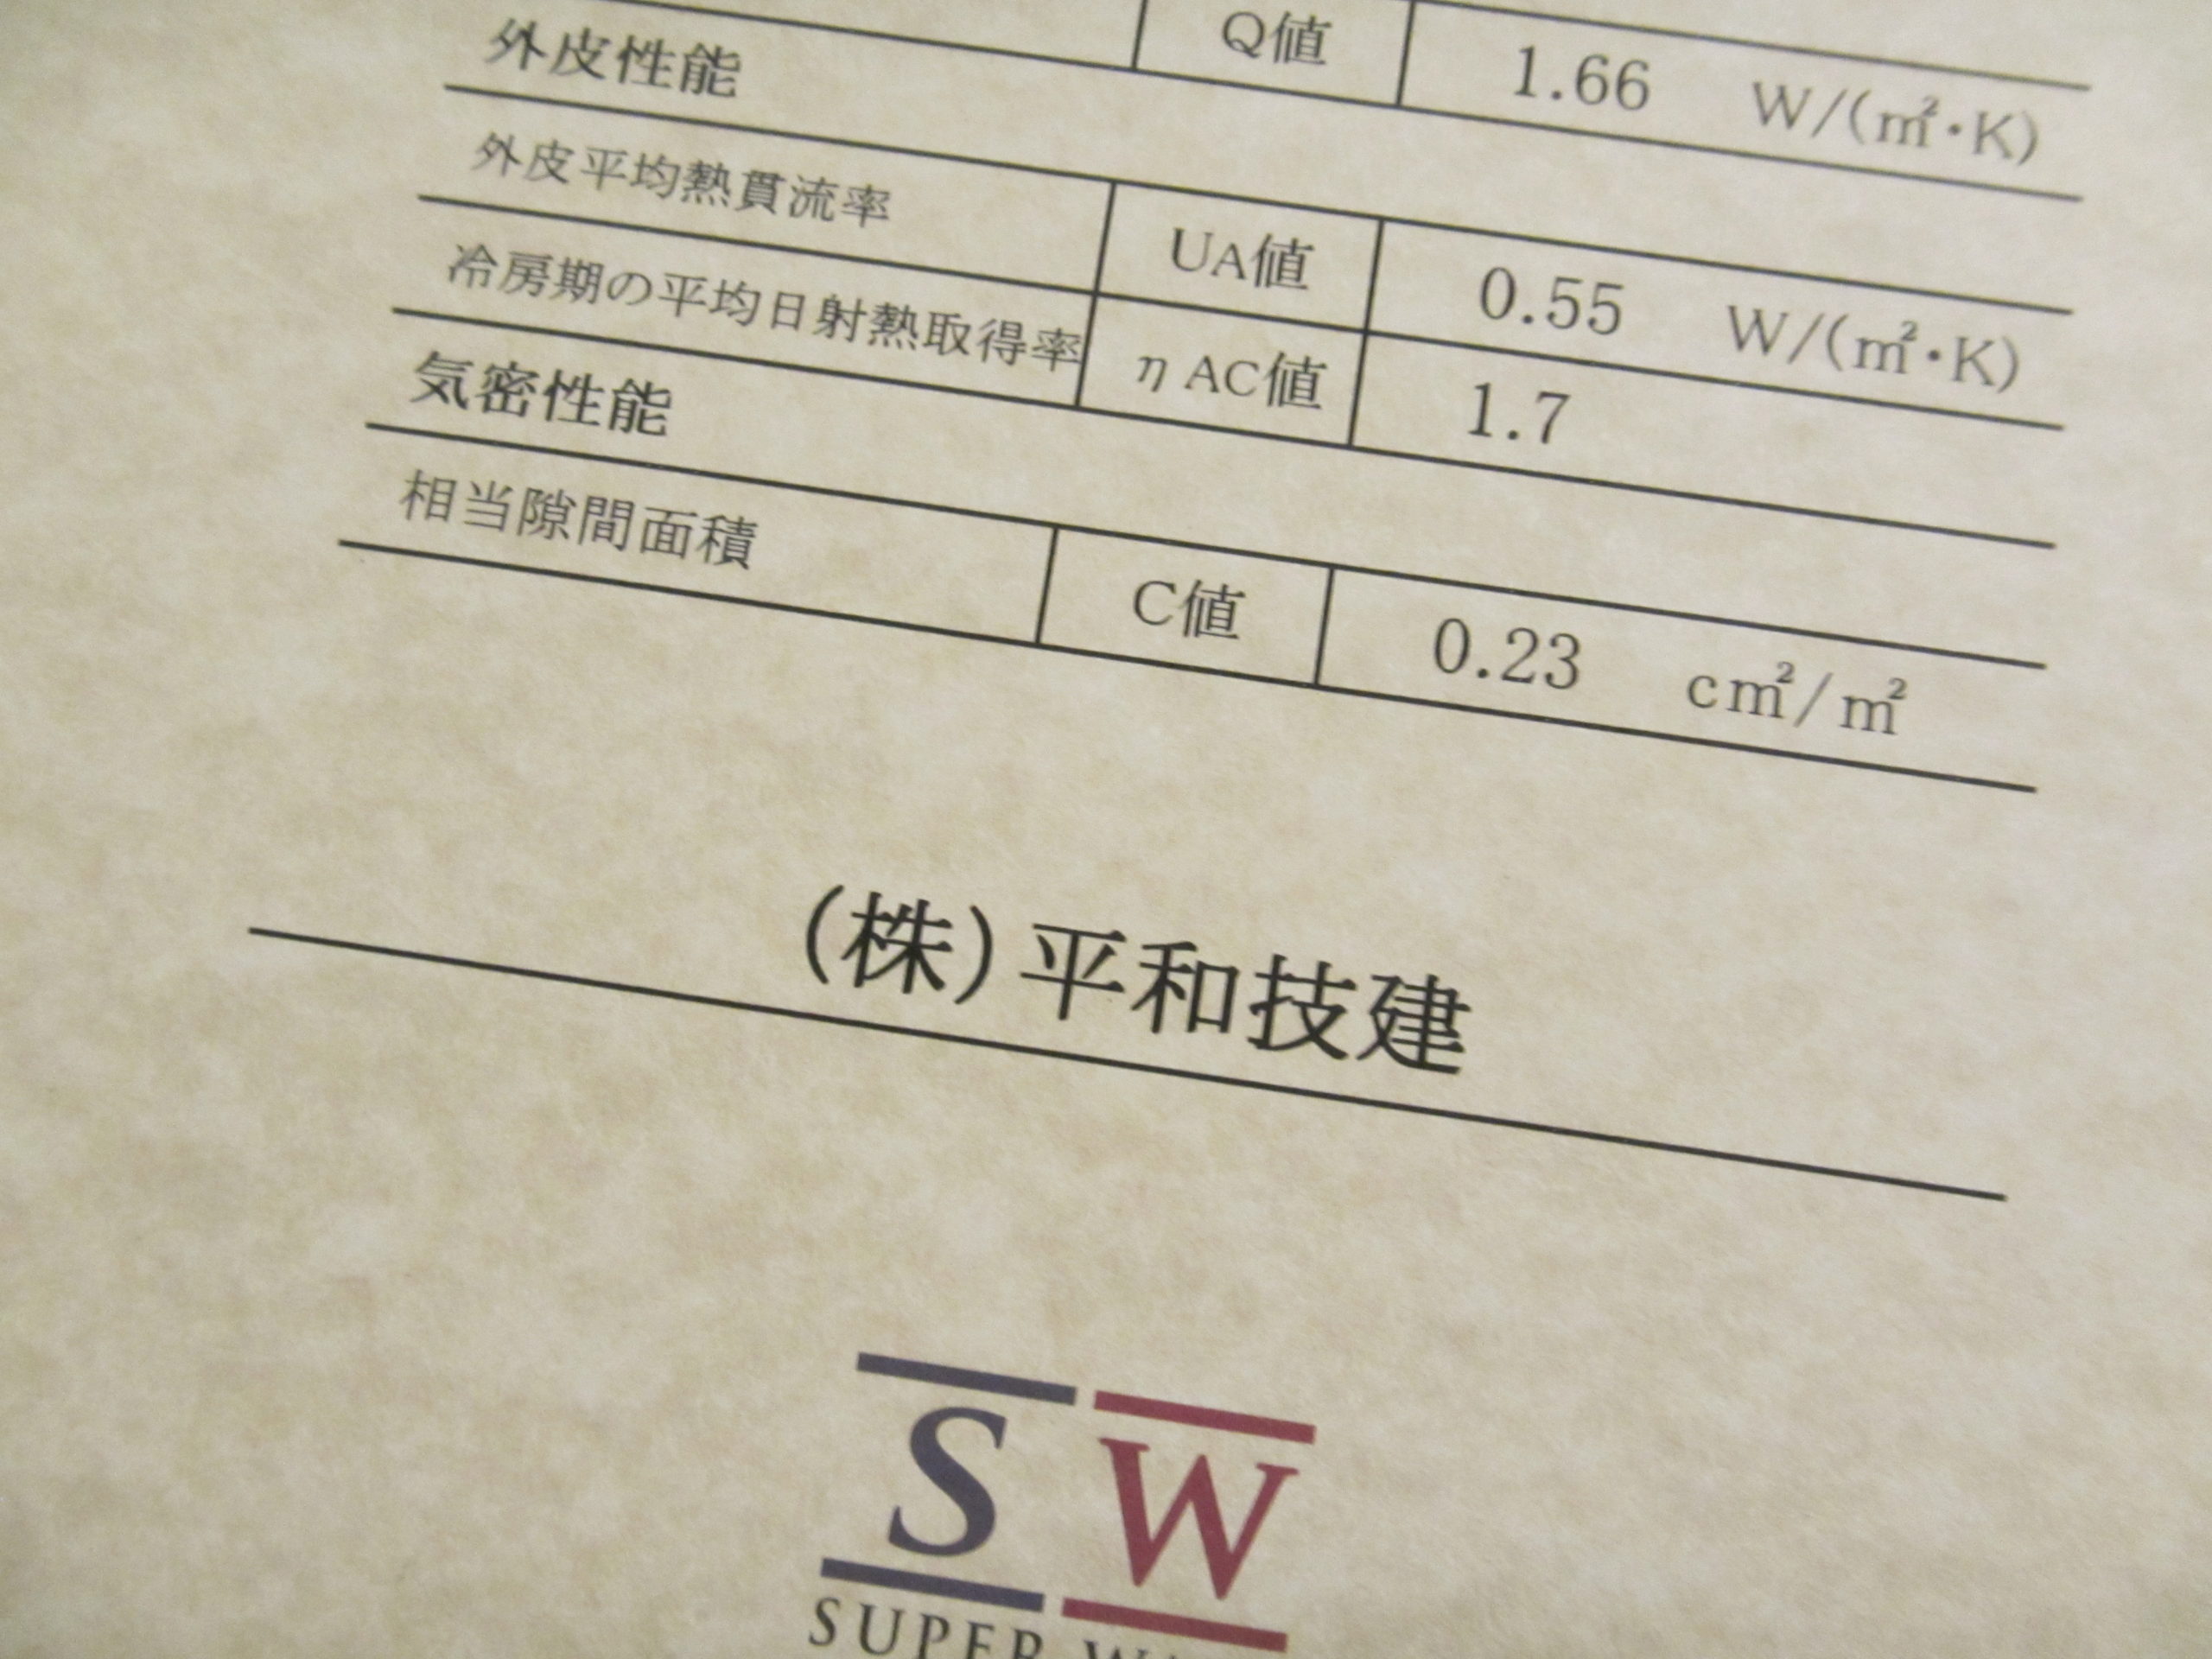 Q値 1.66 W/(㎡・K)
外皮性能
外皮平均熱貫流率 UA値 0.55 W/(㎡・K)
冷房期の平均日射熱取得率 η AC値 1.7
気密性能
相当隙間面積 C値 0.23 c㎡/㎡
(株)平和技建
SW
SUPER